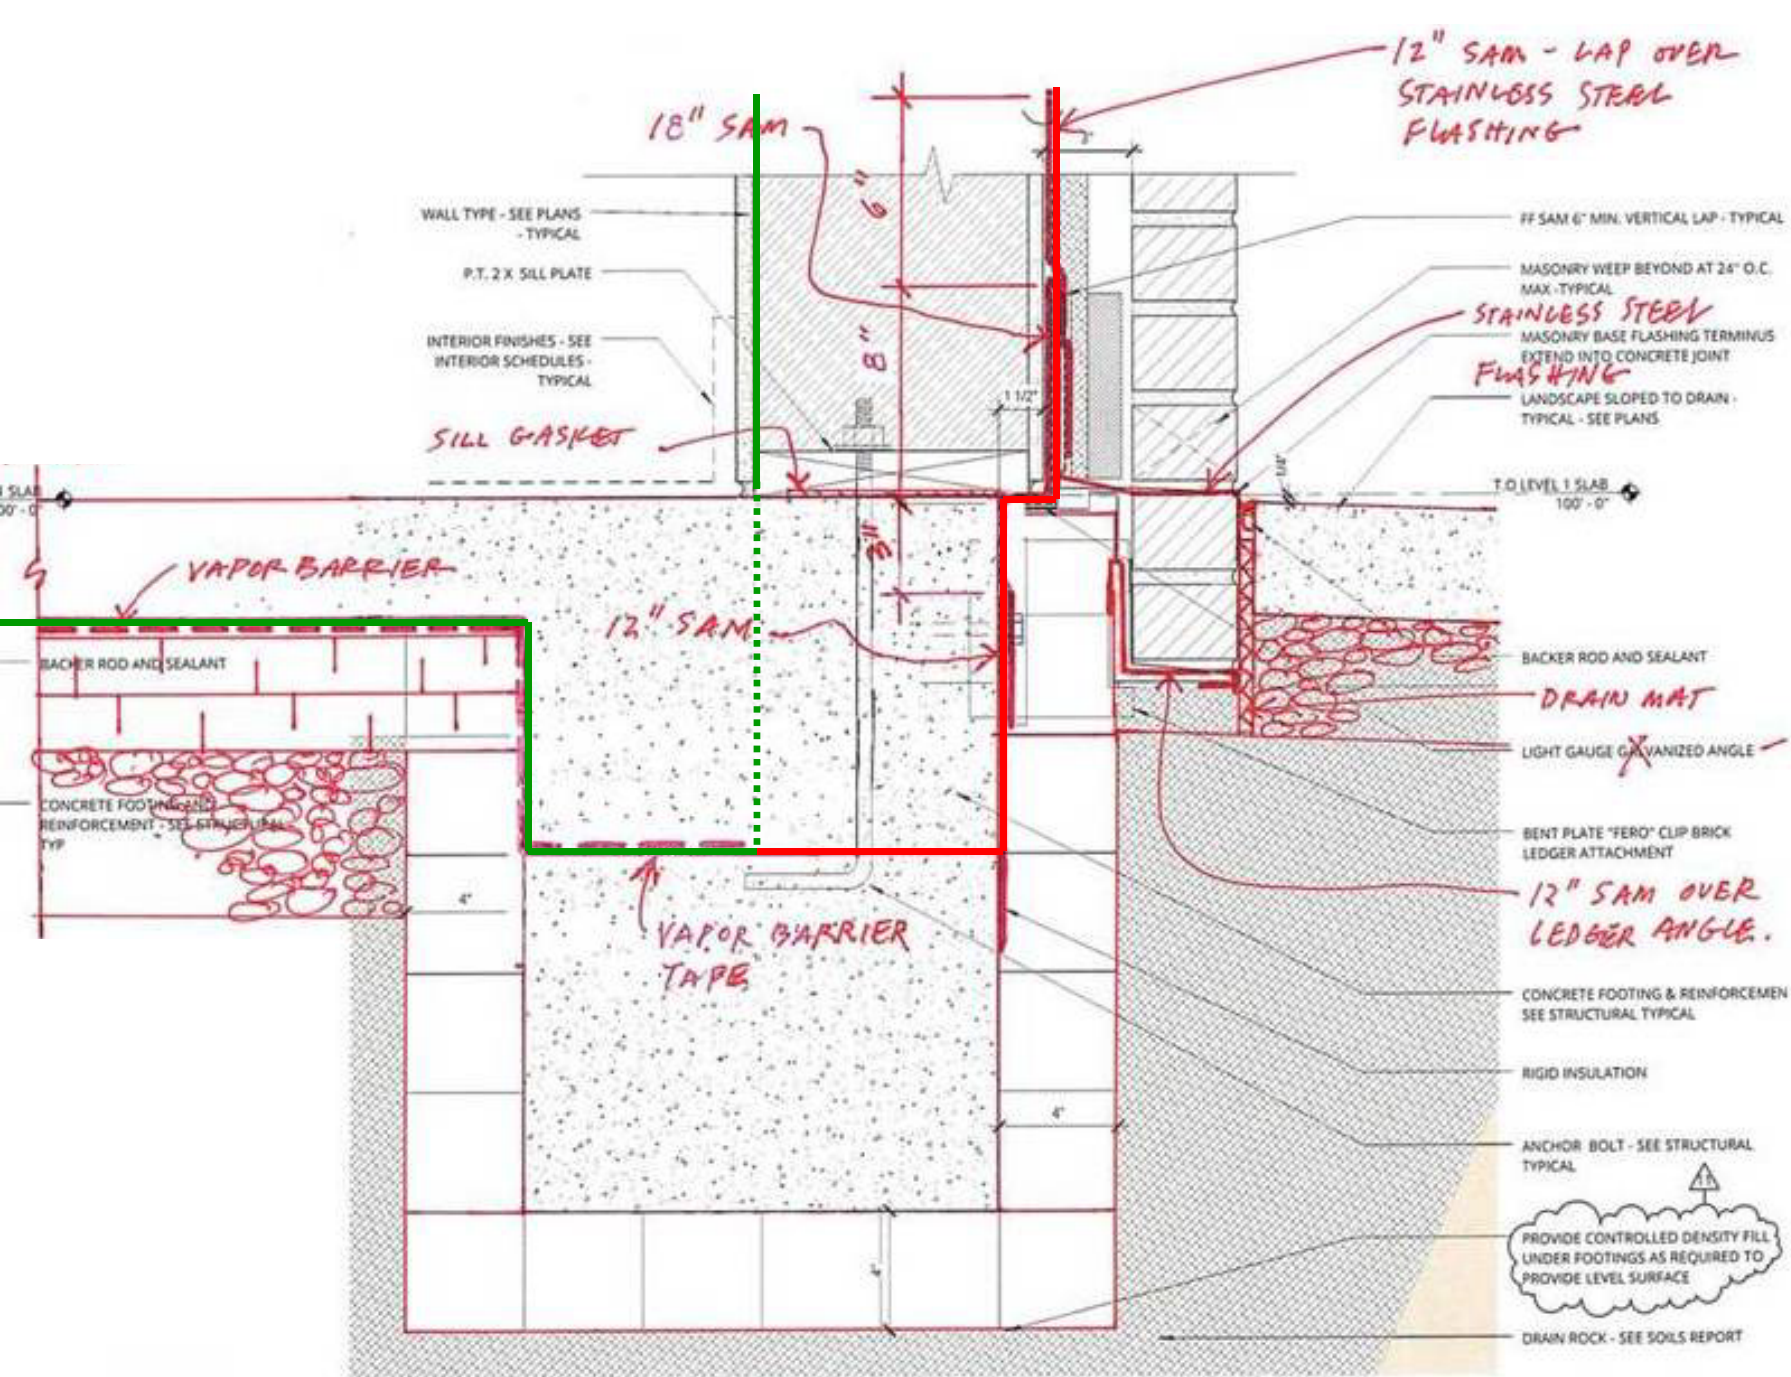 12" SAM - LAP OVER
STAINLESS STEEL
FLASHING
18" SAM
6"
WALL TYPE - SEE PLANS
- TYPICAL
P.T. 2 X SILL PLATE
INTERIOR FINISHES - SEE
INTERIOR SCHEDULES -
TYPICAL
8"
1 1/2"
SILL GASKET
FF SAM 6" MIN. VERTICAL LAP - TYPICAL
MASONRY WEEP BEYOND AT 24" O.C.
MAX -TYPICAL
STAINLESS STEEL
MASONRY BASE FLASHING TERMINUS
EXTEND INTO CONCRETE JOINT
FLASHING
LANDSCAPE SLOPED TO DRAIN -
TYPICAL - SEE PLANS
1/4"
T.O LEVEL 1 SLAB
100' - 0"
SLAB
3"
VAPOR BARRIER
12" SAM
BACKER ROD AND SEALANT
BACKER ROD AND SEALANT
DRAIN MAT
LIGHT GAUGE GALVANIZED ANGLE
CONCRETE FOOTING AND
REINFORCEMENT - SEE STRUCTURAL
TYP
BENT PLATE "FERO" CLIP BRICK
LEDGER ATTACHMENT
4"
12" SAM OVER
LEDGER ANGLE.
VAPOR BARRIER
TAPE
CONCRETE FOOTING & REINFORCEMEN
SEE STRUCTURAL TYPICAL
RIGID INSULATION
4"
ANCHOR BOLT - SEE STRUCTURAL
TYPICAL
PROVIDE CONTROLLED DENSITY FILL
UNDER FOOTINGS AS REQUIRED TO
PROVIDE LEVEL SURFACE
4"
DRAIN ROCK - SEE SOILS REPORT